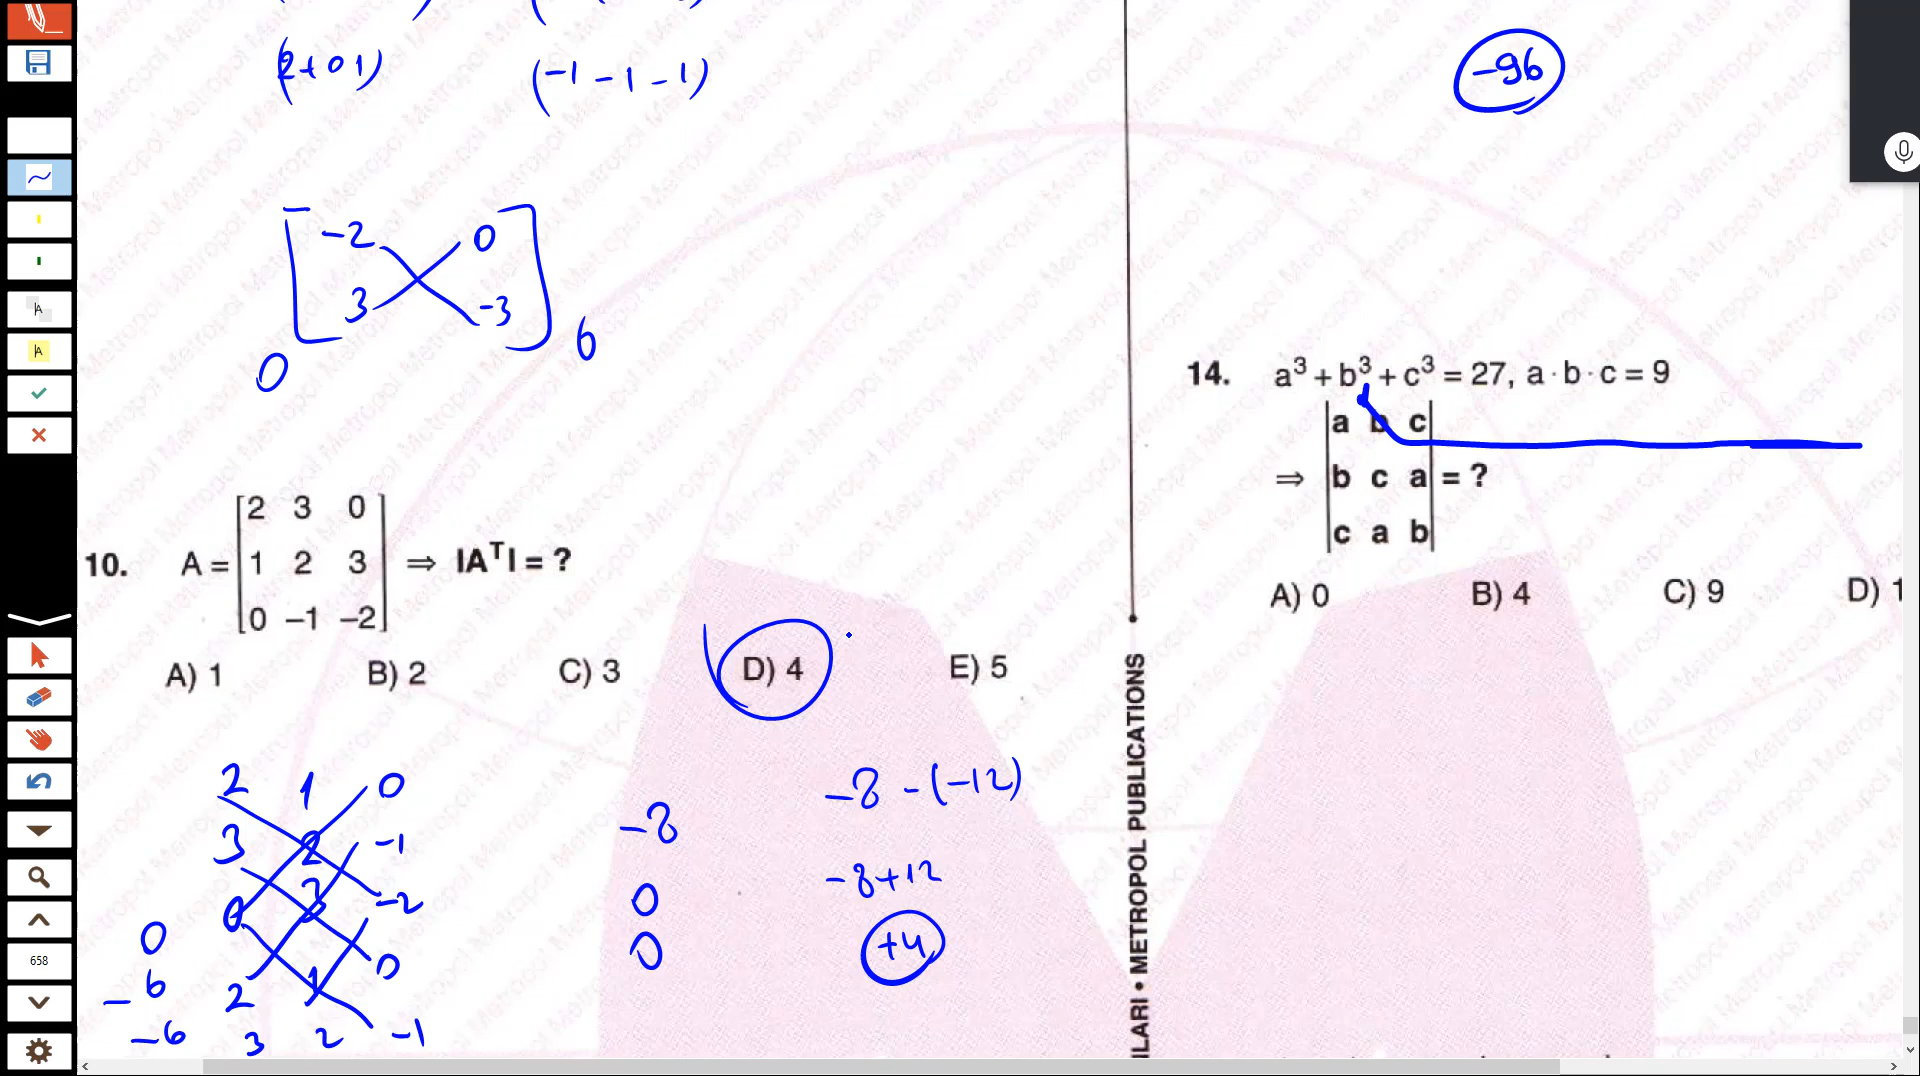 (2+0 1)
(-1 -1 -1)
-96
-2 0
3 -3
0 6
14. a³ + b³ + c³ = 27, a · b · c = 9
a b c
⇒ b c a = ?
c a b
A) 0 B) 4 C) 9 D) 1
10. A =
2 3 0
1 2 3
0 −1 −2
⇒ |Aᵀ| = ?
A) 1 B) 2 C) 3 D) 4 E) 5
2 1 0
3 2 -1
0 3 -2
2 1 0
3 2 -1
0
-6
-6
-8
0
0
-8 -(-12)
-8+12
+4
ILARI • METROPOL PUBLICATIONS
Metropol
658